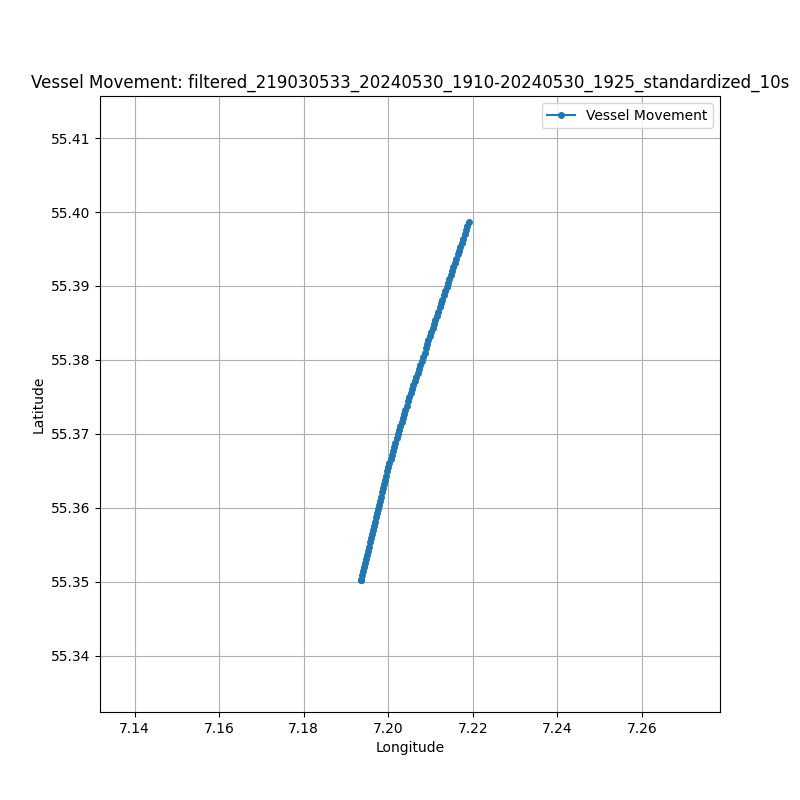 Vessel Movement: filtered_219030533_20240530_1910-20240530_1925_standardized_10s
Vessel Movement
55.41
55.40
55.39
55.38
55.37
55.36
55.35
55.34
Latitude
7.14 7.16 7.18 7.20 7.22 7.24 7.26
Longitude